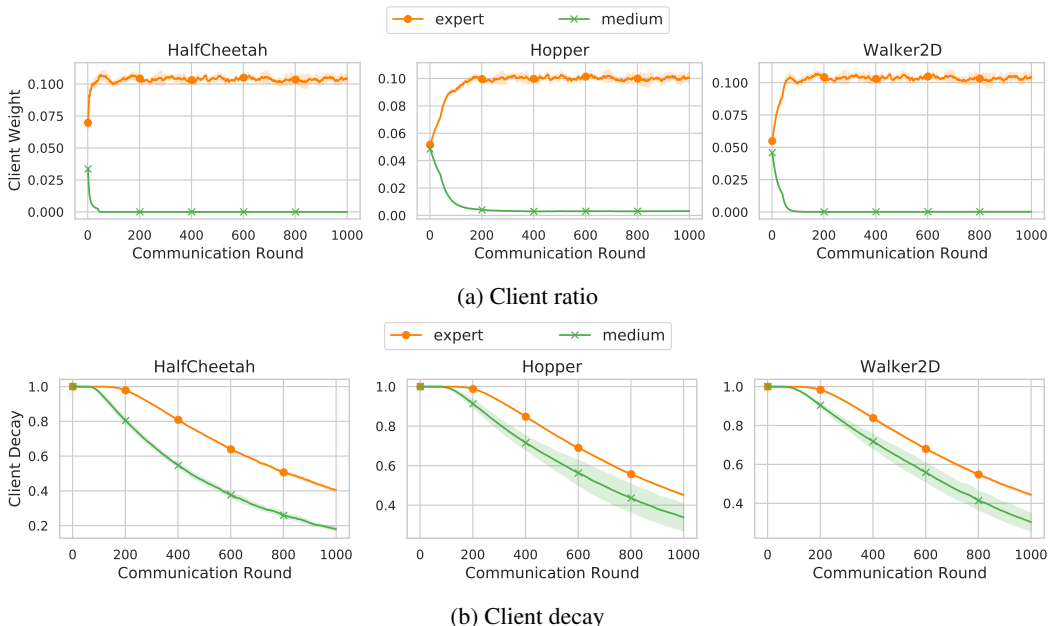 expert medium
HalfCheetah Hopper Walker2D
Client Weight
0.100
0.075
0.050
0.025
0.000
0 200 400 600 800 1000
Communication Round
0.10
0.08
0.06
0.04
0.02
0.00
0 200 400 600 800 1000
Communication Round
0.100
0.075
0.050
0.025
0.000
0 200 400 600 800 1000
Communication Round
(a) Client ratio
expert medium
HalfCheetah Hopper Walker2D
Client Decay
1.0
0.8
0.6
0.4
0.2
0 200 400 600 800 1000
Communication Round
1.0
0.8
0.6
0.4
0 200 400 600 800 1000
Communication Round
1.0
0.8
0.6
0.4
0 200 400 600 800 1000
Communication Round
(b) Client decay